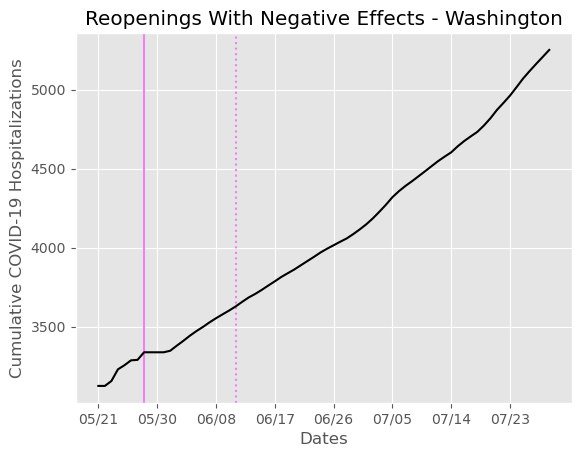 Reopenings With Negative Effects - Washington
Cumulative COVID-19 Hospitalizations
5000
4500
4000
3500
05/21 05/30 06/08 06/17 06/26 07/05 07/14 07/23
Dates